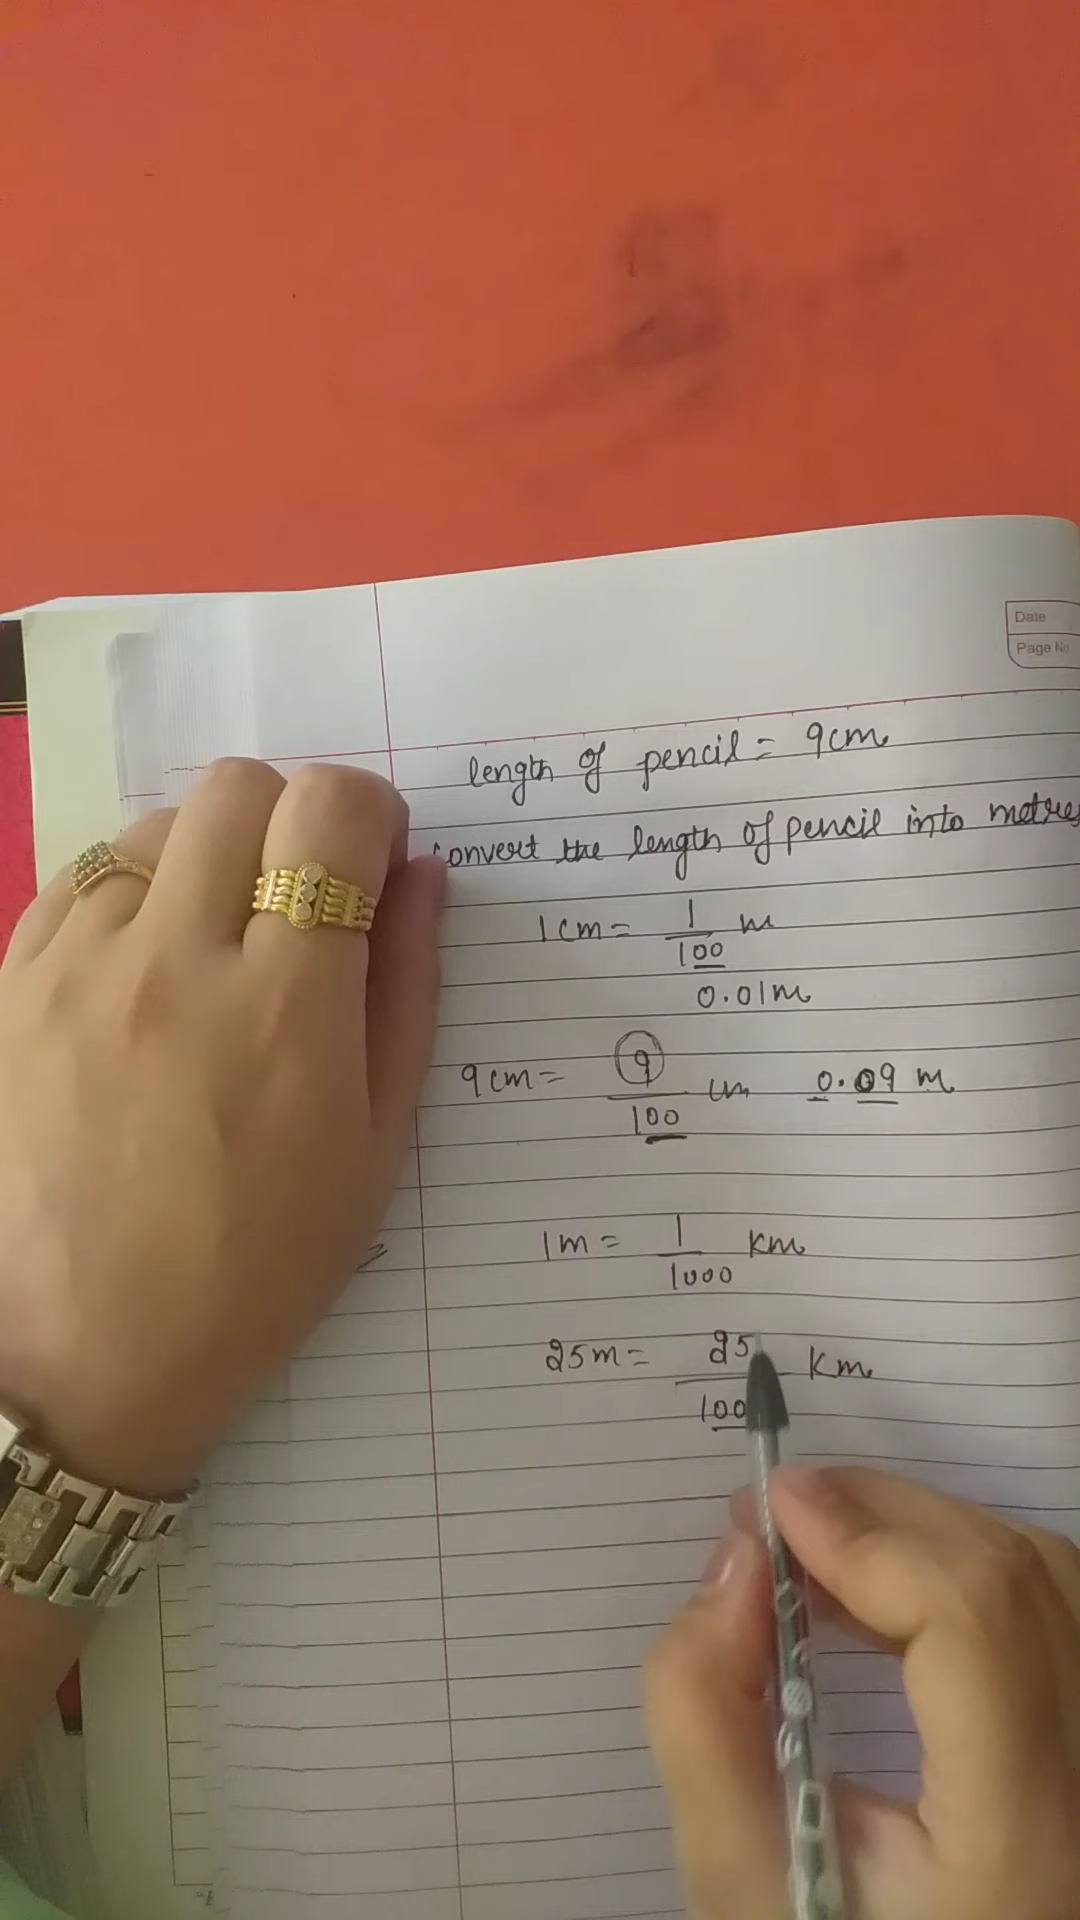 Date
Page No
length of pencil = 9cm
convert the length of pencil into metres
1cm = 1/100 m
0.01m
9cm = 9/100 cm 0.09 m
1m = 1/1000 km
25m = 25/100 km